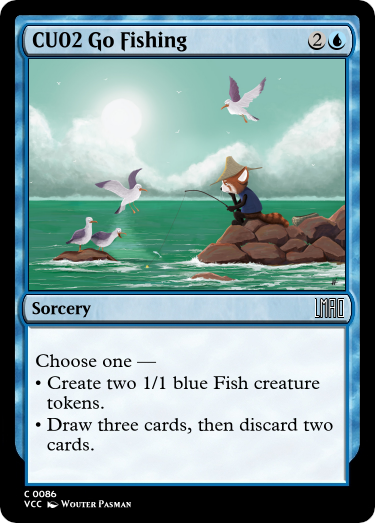 CU02 Go Fishing 2
Sorcery LMAO
Choose one —
• Create two 1/1 blue Fish creature
tokens.
• Draw three cards, then discard two
cards.
C 0086
VCC Wouter Pasman